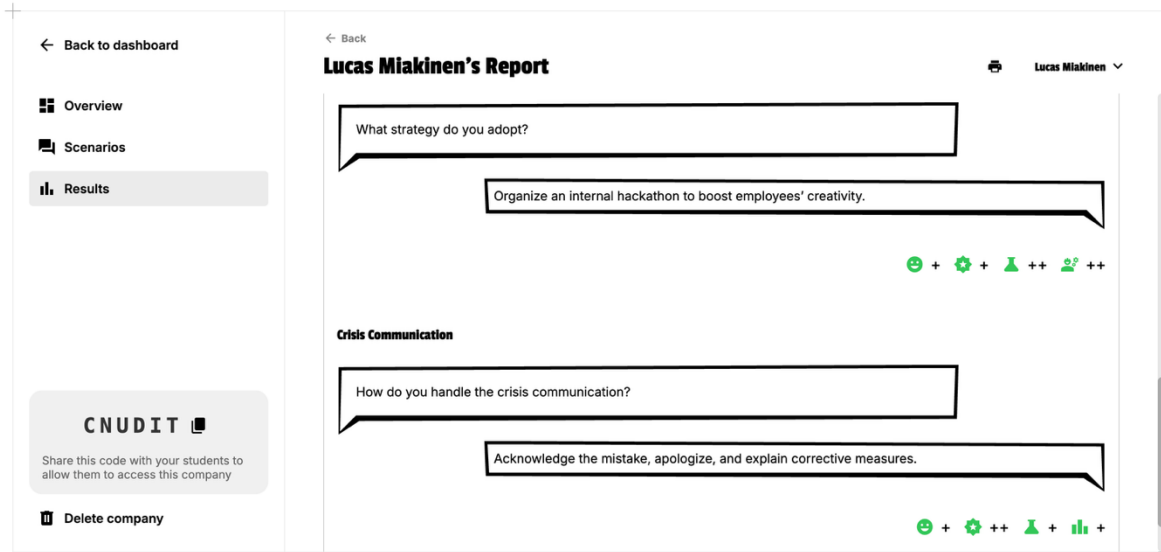 Back to dashboard
Overview
Scenarios
Results
CNUDIT
Share this code with your students to
allow them to access this company
Delete company
Back
Lucas Miakinen's Report
Lucas Miakinen
What strategy do you adopt?
Organize an internal hackathon to boost employees' creativity.
+ + ++ ++
Crisis Communication
How do you handle the crisis communication?
Acknowledge the mistake, apologize, and explain corrective measures.
+ ++ + +